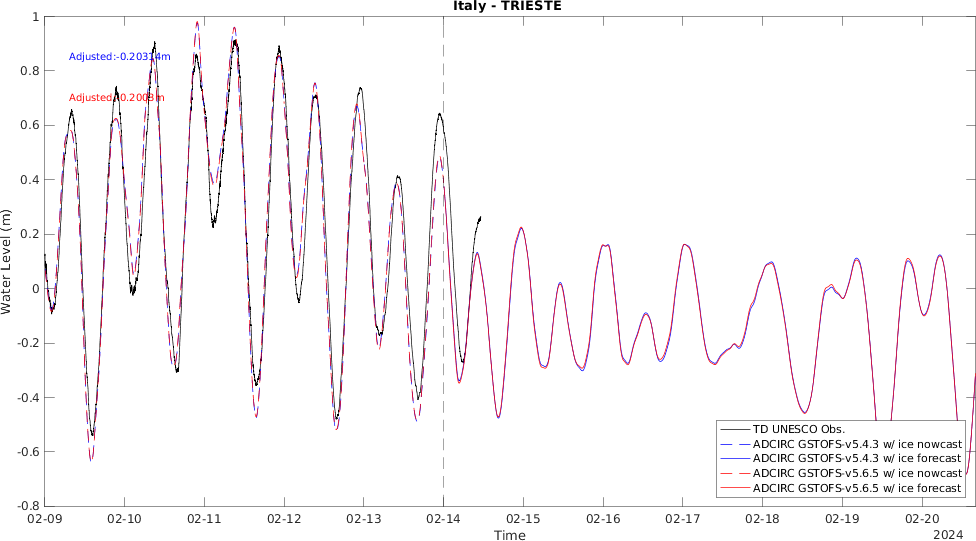 Italy - TRIESTE
1
0.8
0.6
0.4
0.2
0
-0.2
-0.4
-0.6
-0.8
Water Level (m)
m
TD UNESCO Obs.
ADCIRC GSTOFS-v5.4.3 w/ ice nowcast
ADCIRC GSTOFS-v5.4.3 w/ ice forecast
ADCIRC GSTOFS-v5.6.5 w/ ice nowcast
ADCIRC GSTOFS-v5.6.5 w/ ice forecast
02-09 02-10 02-11 02-12 02-13 02-14 02-15 02-16 02-17 02-18 02-19 02-20
Time
2024